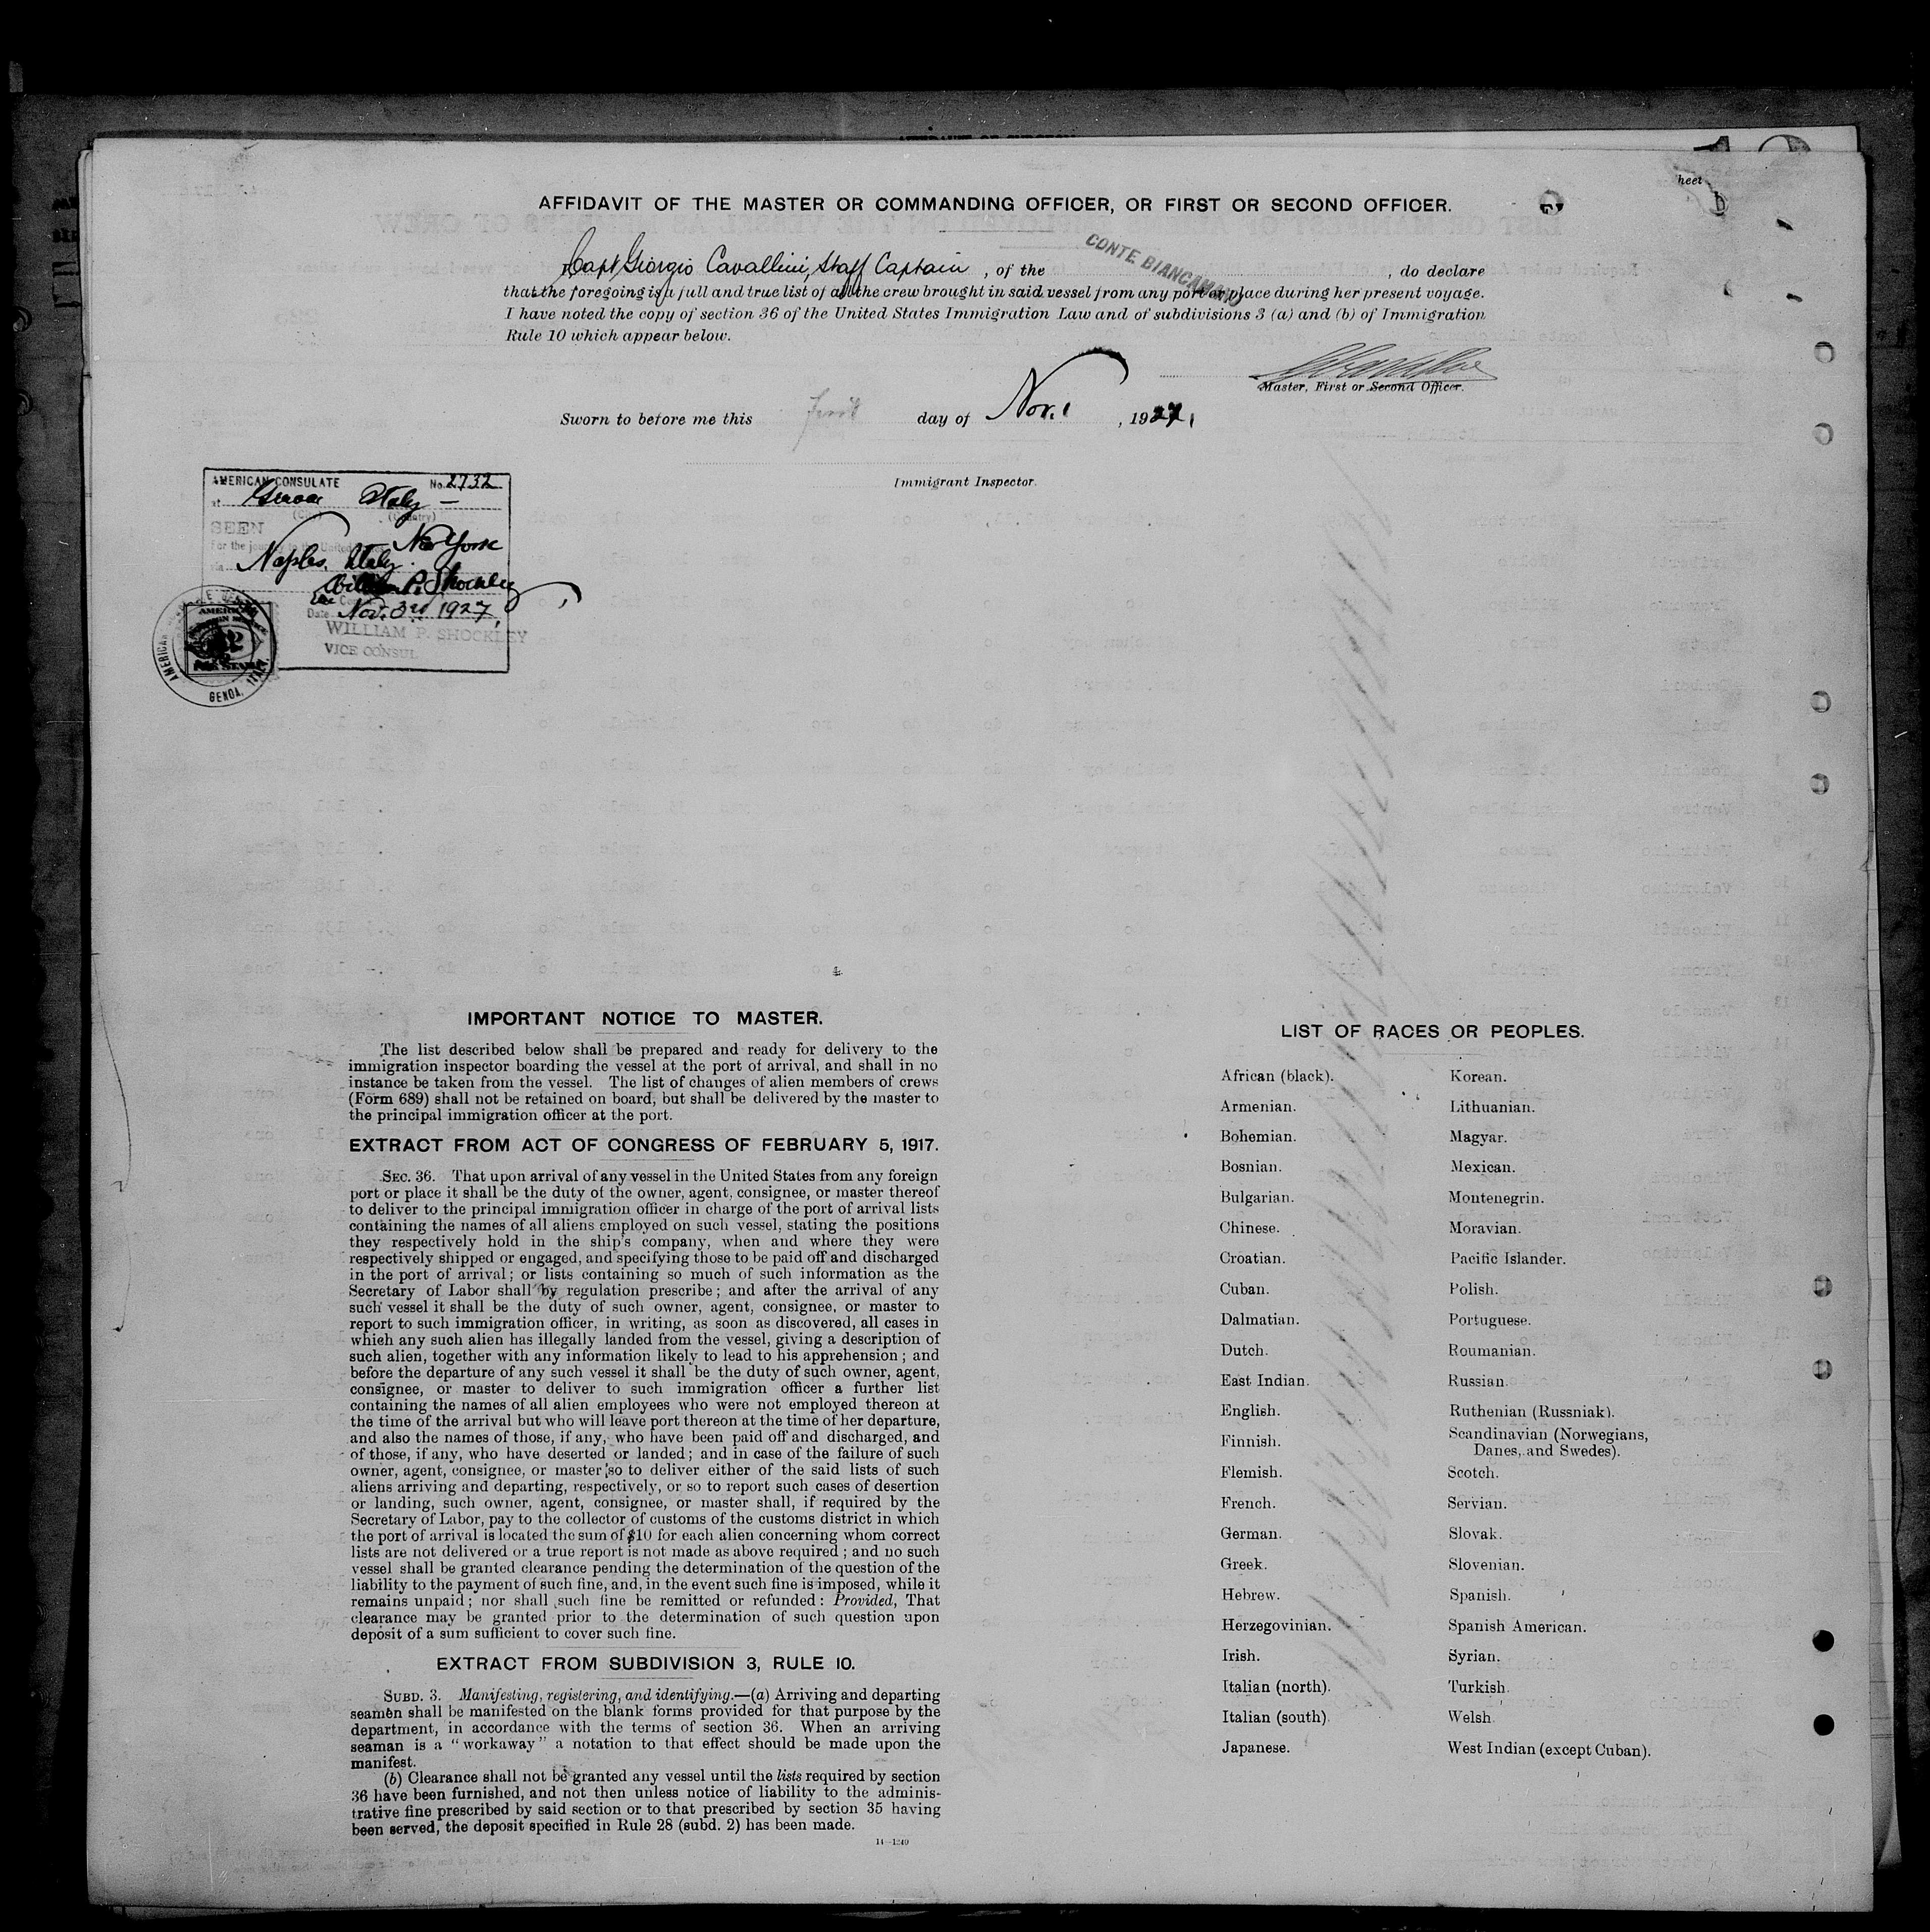 heet
AFFIDAVIT OF THE MASTER OR COMMANDING OFFICER, OR FIRST OR SECOND OFFICER.
Capt Giorgio Cavallini, Staff Captain, of the CONTE BIANCAMANO, do declare
that the foregoing is a full and true list of all the crew brought in said vessel from any port or place during her present voyage.
I have noted the copy of section 36 of the United States Immigration Law and of subdivisions 3 (a) and (b) of Immigration
Rule 10 which appear below.
Master, First or Second Officer.
Sworn to before me this first day of Nov. , 1927,
Immigrant Inspector.
AMERICAN CONSULATE No. 2732
at Genoa Italy
(City) (Country)
SEEN
For the journey to the United New York
via Naples, Italy.
William P. Shockley
Date Nov. 3rd 1927,
WILLIAM P. SHOCKLEY
VICE CONSUL
AMERICAN
GENOA, ITALY.
IMPORTANT NOTICE TO MASTER.
The list described below shall be prepared and ready for delivery to the
immigration inspector boarding the vessel at the port of arrival, and shall in no
instance be taken from the vessel. The list of changes of alien members of crews
(Form 689) shall not be retained on board, but shall be delivered by the master to
the principal immigration officer at the port.
EXTRACT FROM ACT OF CONGRESS OF FEBRUARY 5, 1917.
SEC. 36. That upon arrival of any vessel in the United States from any foreign
port or place it shall be the duty of the owner, agent, consignee, or master thereof
to deliver to the principal immigration officer in charge of the port of arrival lists
containing the names of all aliens employed on such vessel, stating the positions
they respectively hold in the ship's company, when and where they were
respectively shipped or engaged, and specifying those to be paid off and discharged
in the port of arrival; or lists containing so much of such information as the
Secretary of Labor shall by regulation prescribe; and after the arrival of any
such vessel it shall be the duty of such owner, agent, consignee, or master to
report to such immigration officer, in writing, as soon as discovered, all cases in
which any such alien has illegally landed from the vessel, giving a description of
such alien, together with any information likely to lead to his apprehension; and
before the departure of any such vessel it shall be the duty of such owner, agent,
consignee, or master to deliver to such immigration officer a further list
containing the names of all alien employees who were not employed thereon at
the time of the arrival but who will leave port thereon at the time of her departure,
and also the names of those, if any, who have been paid off and discharged, and
of those, if any, who have deserted or landed; and in case of the failure of such
owner, agent, consignee, or master so to deliver either of the said lists of such
aliens arriving and departing, respectively, or so to report such cases of desertion
or landing, such owner, agent, consignee, or master shall, if required by the
Secretary of Labor, pay to the collector of customs of the customs district in which
the port of arrival is located the sum of $10 for each alien concerning whom correct
lists are not delivered or a true report is not made as above required; and no such
vessel shall be granted clearance pending the determination of the question of the
liability to the payment of such fine, and, in the event such fine is imposed, while it
remains unpaid; nor shall such fine be remitted or refunded: Provided, That
clearance may be granted prior to the determination of such question upon
deposit of a sum sufficient to cover such fine.
EXTRACT FROM SUBDIVISION 3, RULE 10.
SUBD. 3. Manifesting, registering, and identifying.—(a) Arriving and departing
seamen shall be manifested on the blank forms provided for that purpose by the
department, in accordance with the terms of section 36. When an arriving
seaman is a "workaway" a notation to that effect should be made upon the
manifest.
(b) Clearance shall not be granted any vessel until the lists required by section
36 have been furnished, and not then unless notice of liability to the adminis-
trative fine prescribed by said section or to that prescribed by section 35 having
been served, the deposit specified in Rule 28 (subd. 2) has been made.
14—1240
LIST OF RACES OR PEOPLES.
African (black).
Armenian.
Bohemian.
Bosnian.
Bulgarian.
Chinese.
Croatian.
Cuban.
Dalmatian.
Dutch.
East Indian.
English.
Finnish.
Flemish.
French.
German.
Greek.
Hebrew.
Herzegovinian.
Irish.
Italian (north).
Italian (south).
Japanese.
Korean.
Lithuanian.
Magyar.
Mexican.
Montenegrin.
Moravian.
Pacific Islander.
Polish.
Portuguese.
Roumanian.
Russian.
Ruthenian (Russniak).
Scandinavian (Norwegians,
Danes, and Swedes).
Scotch.
Servian.
Slovak.
Slovenian.
Spanish.
Spanish American.
Syrian.
Turkish.
Welsh.
West Indian (except Cuban).